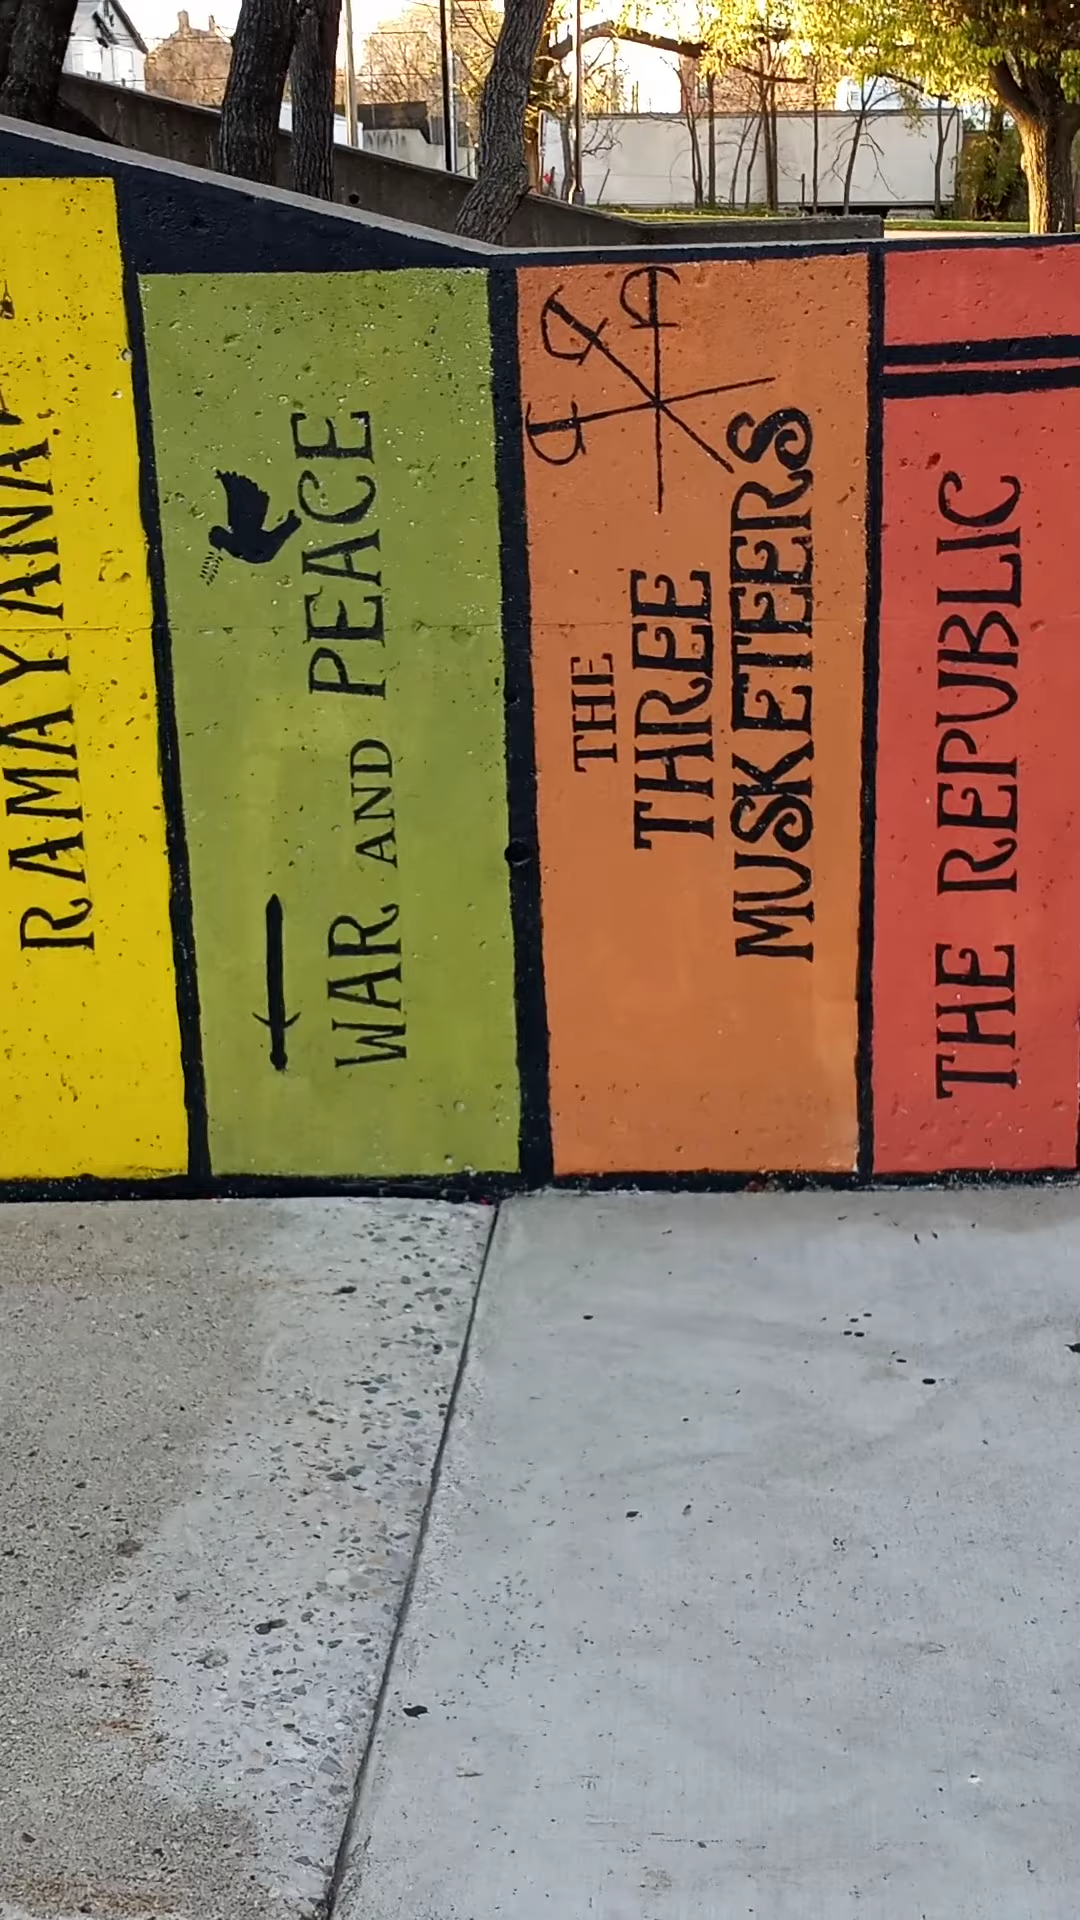 RAMAYANA
WAR AND PEACE
THE
THREE
MUSKETEERS
THE REPUBLIC